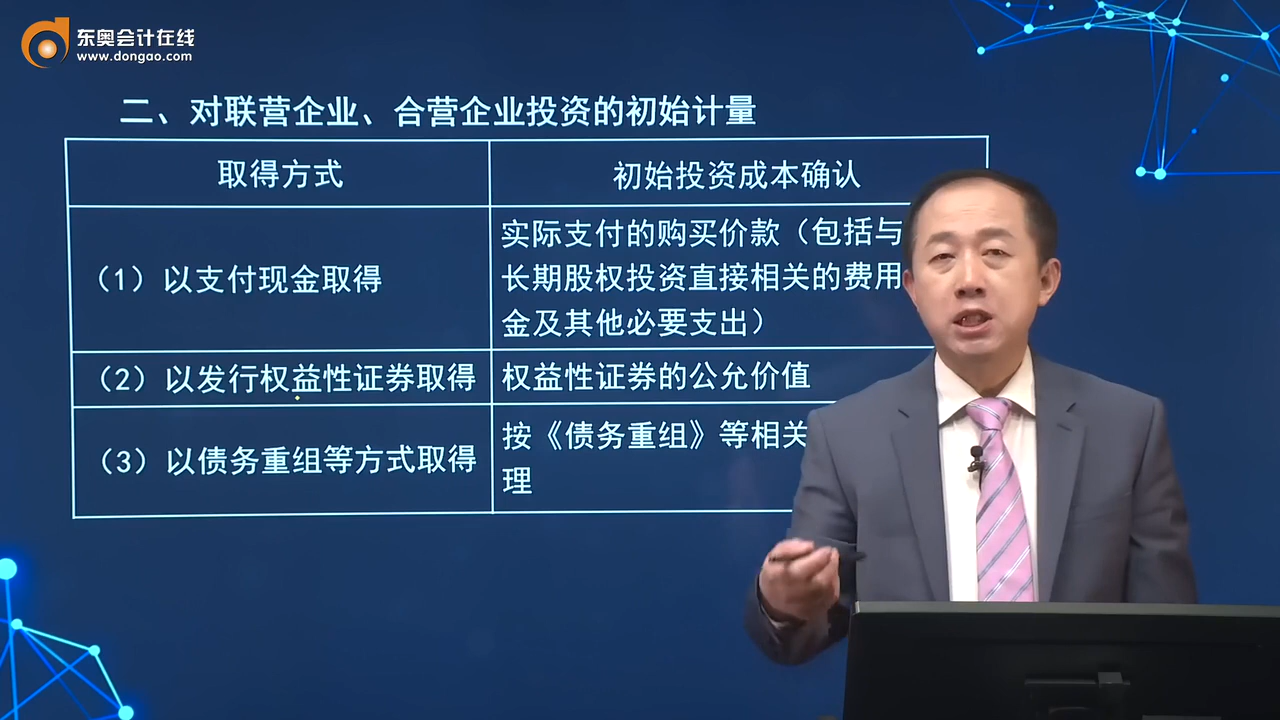 东奥会计在线
www.dongao.com
二、对联营企业、合营企业投资的初始计量
取得方式
初始投资成本确认
（1）以支付现金取得
实际支付的购买价款（包括与
长期股权投资直接相关的费用
金及其他必要支出）
（2）以发行权益性证券取得
权益性证券的公允价值
（3）以债务重组等方式取得
按《债务重组》等相关
理